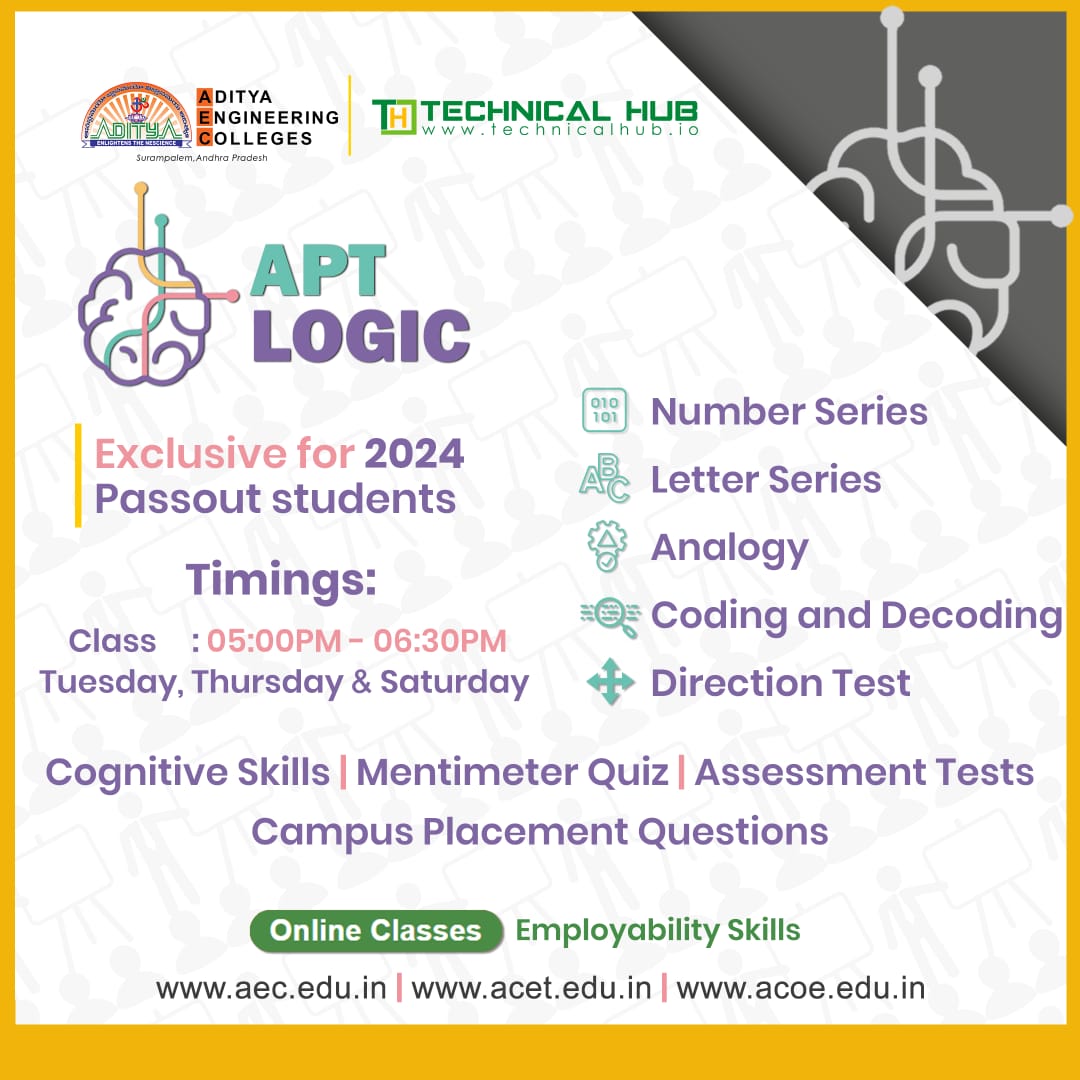 ADITYA
ENGINEERING
COLLEGES
Surampalem, Andhra Pradesh
ADITYA
ENLIGHTENS THE NESCIENCE
TH TECHNICAL HUB
www.technicalhub.io
APT
LOGIC
Exclusive for 2024
Passout students
Timings:
Class : 05:00PM - 06:30PM
Tuesday, Thursday & Saturday
010
101
Number Series
ABC
Letter Series
Analogy
Coding and Decoding
Direction Test
Cognitive Skills | Mentimeter Quiz | Assessment Tests
Campus Placement Questions
Online Classes Employability Skills
www.aec.edu.in | www.acet.edu.in | www.acoe.edu.in